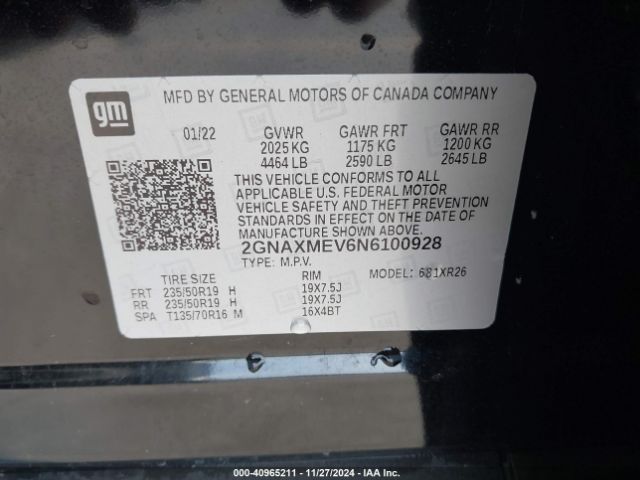 gm
MFD BY GENERAL MOTORS OF CANADA COMPANY
01/22 GVWR GAWR FRT GAWR RR
2025 KG 1175 KG 1200 KG
4464 LB 2590 LB 2645 LB
THIS VEHICLE CONFORMS TO ALL
APPLICABLE U.S. FEDERAL MOTOR
VEHICLE SAFETY AND THEFT PREVENTION
STANDARDS IN EFFECT ON THE DATE OF
MANUFACTURE SHOWN ABOVE.
2GNAXMEV6N6100928
TYPE: M.P.V. MODEL: 681XR26
TIRE SIZE RIM
FRT 235/50R19 H 19X7.5J
RR 235/50R19 H 19X7.5J
SPA T135/70R16 M 16X4BT
000-40965211 - 11/27/2024 - IAA Inc.